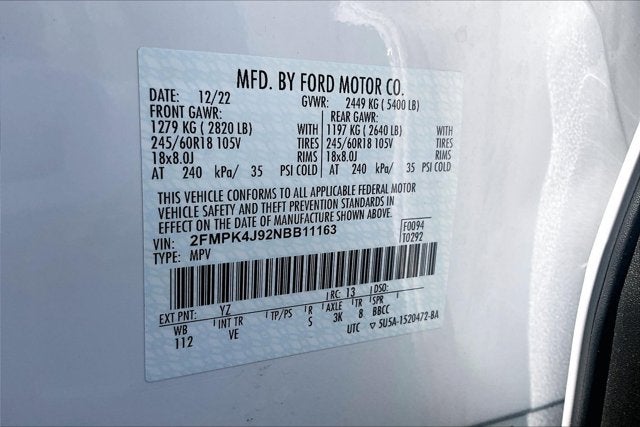 MFD. BY FORD MOTOR CO.
DATE: 12/22 GVWR: 2449 KG ( 5400 LB)
FRONT GAWR: REAR GAWR:
1279 KG ( 2820 LB) WITH 1197 KG ( 2640 LB) WITH
245/60R18 105V TIRES 245/60R18 105V TIRES
18x8.0J RIMS 18x8.0J RIMS
AT 240 kPa/ 35 PSI COLD AT 240 kPa/ 35 PSI COLD
THIS VEHICLE CONFORMS TO ALL APPLICABLE FEDERAL MOTOR
VEHICLE SAFETY AND THEFT PREVENTION STANDARDS IN
EFFECT ON THE DATE OF MANUFACTURE SHOWN ABOVE.
VIN: 2FMPK4J92NBB11163 F0094
TYPE: MPV T0292
EXT PNT: YZ RC: 13 DSO:
WB INT TR TP/PS R AXLE TR SPR
112 VE S 3K 8 BBCC
UTC ▽ 5U5A-1520472-BA